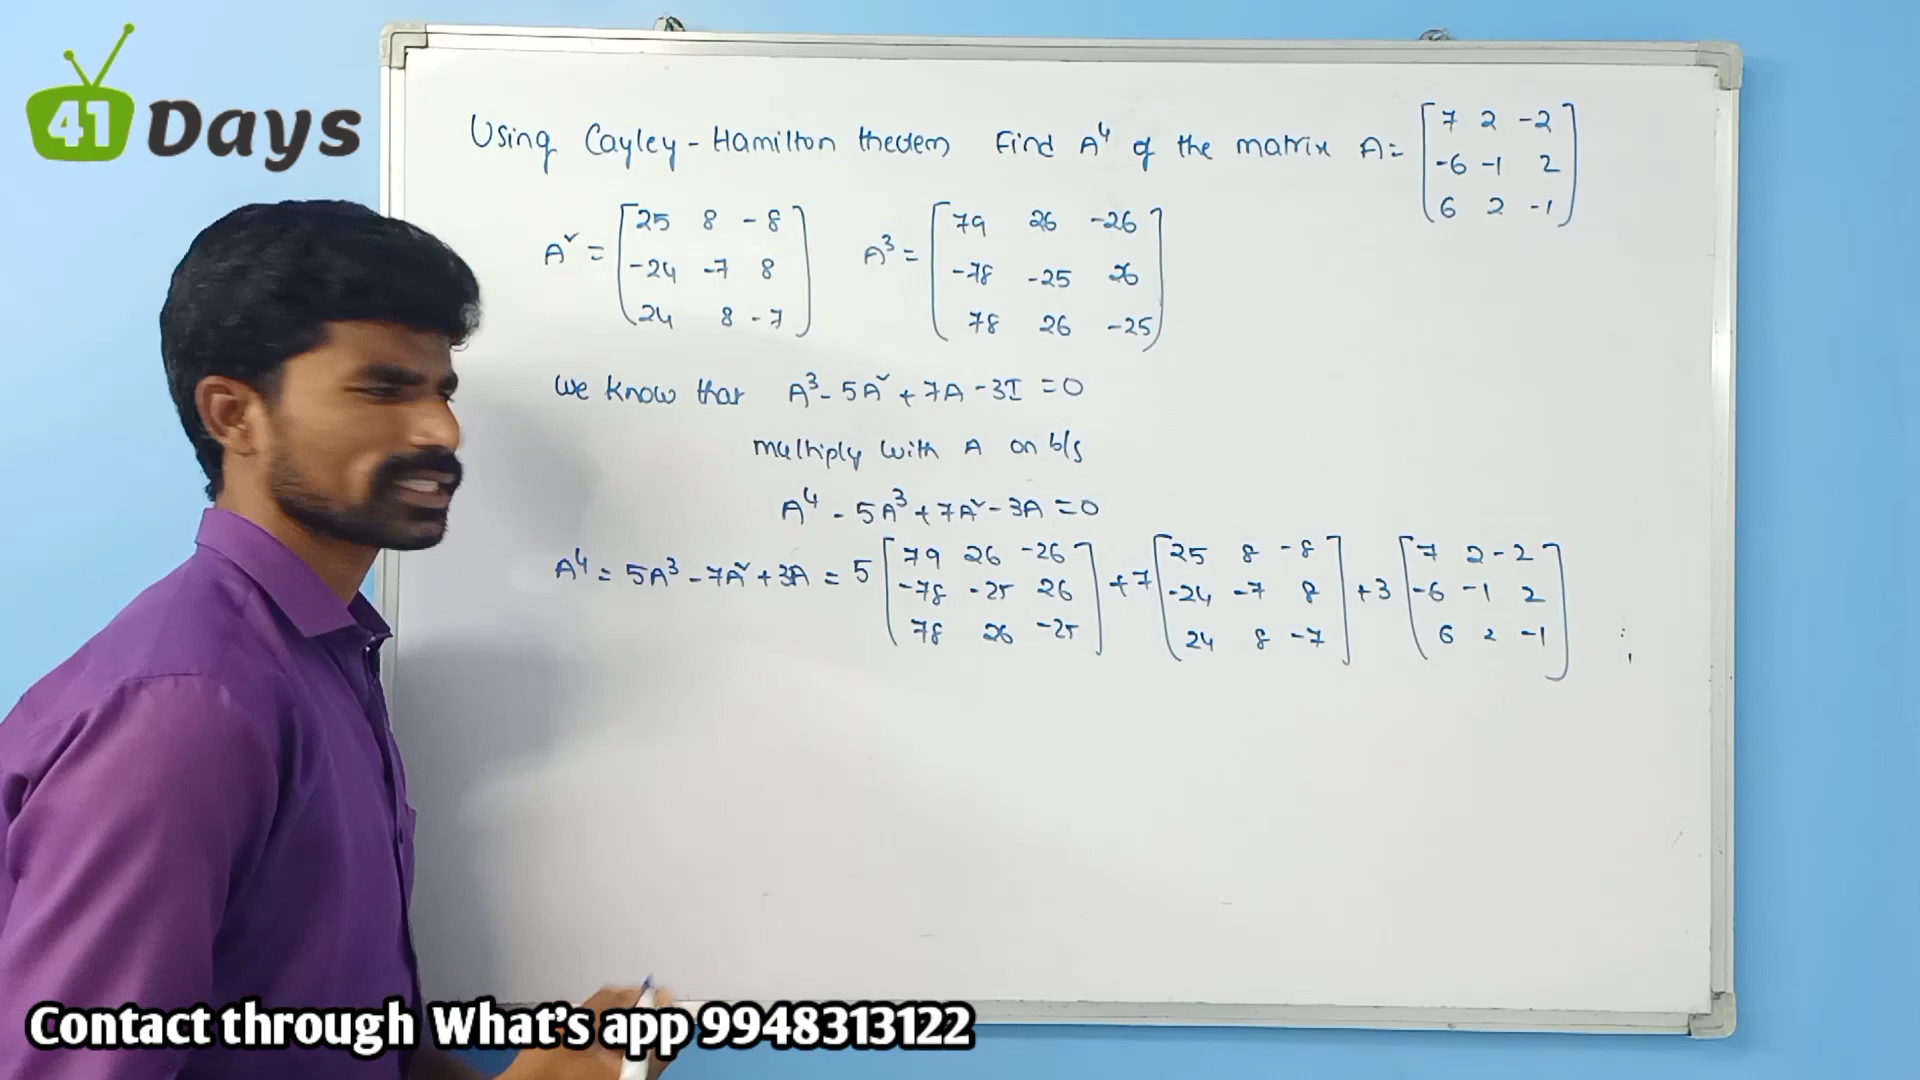 41 Days
Using Cayley-Hamilton theorem Find A⁴ of the matrix A = [7 2 -2
-6 -1 2
6 2 -1]
A² = [25 8 -8
-24 -7 8
24 8 -7]
A³ = [79 26 -26
-78 -25 26
78 26 -25]
We know that A³ - 5A² + 7A - 3I = 0
multiply with A on b/s
A⁴ - 5A³ + 7A² - 3A = 0
A⁴ = 5A³ - 7A² + 3A = 5 [79 26 -26
-78 -25 26
78 26 -25]
+7 [25 8 -8
-24 -7 8
24 8 -7]
+3 [7 2 -2
-6 -1 2
6 2 -1]
Contact through What's app 9948313122